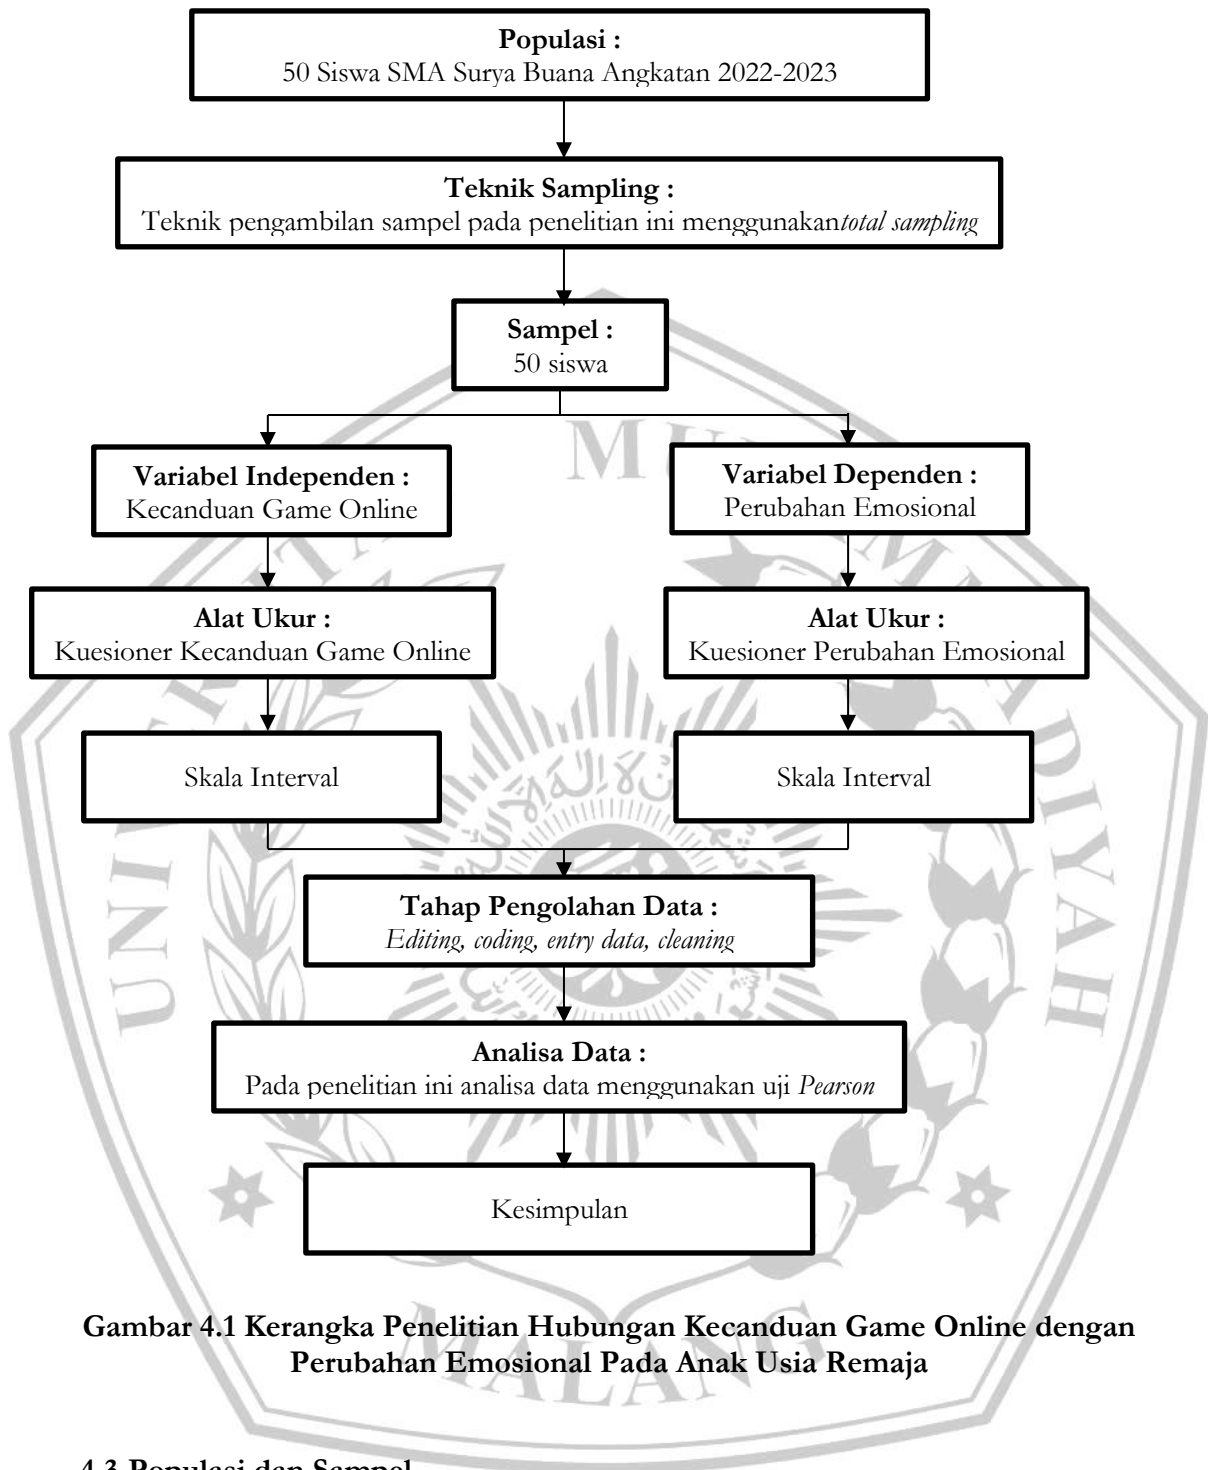 Populasi :
50 Siswa SMA Surya Buana Angkatan 2022-2023
Teknik Sampling :
Teknik pengambilan sampel pada penelitian ini menggunakantotal sampling
Sampel :
50 siswa
Variabel Independen :
Kecanduan Game Online
Variabel Dependen :
Perubahan Emosional
Alat Ukur :
Kuesioner Kecanduan Game Online
Alat Ukur :
Kuesioner Perubahan Emosional
Skala Interval
Skala Interval
Tahap Pengolahan Data :
Editing, coding, entry data, cleaning
Analisa Data :
Pada penelitian ini analisa data menggunakan uji Pearson
Kesimpulan
Gambar 4.1 Kerangka Penelitian Hubungan Kecanduan Game Online dengan
Perubahan Emosional Pada Anak Usia Remaja
4.3 Populasi dan Sampel
MALANG